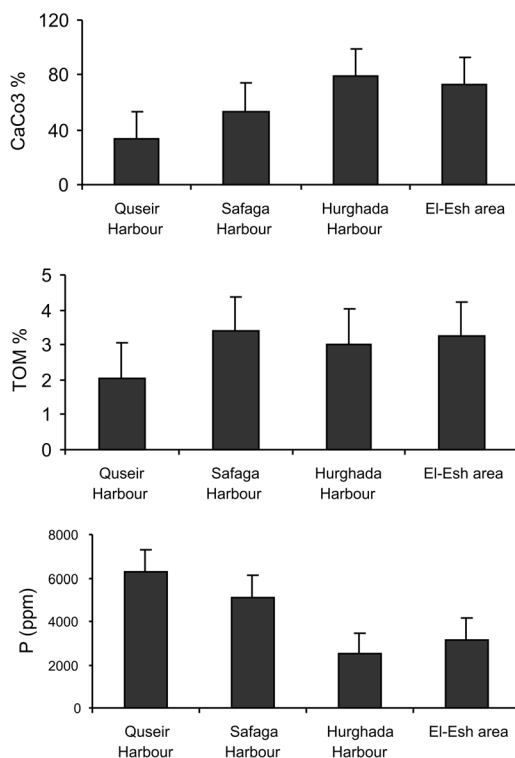 120
80
40
0
CaCo3 %
Quseir Harbour
Safaga Harbour
Hurghada Harbour
El-Esh area
5
4
3
2
1
0
TOM %
Quseir Harbour
Safaga Harbour
Hurghada Harbour
El-Esh area
8000
6000
4000
2000
0
P (ppm)
Quseir Harbour
Safaga Harbour
Hurghada Harbour
El-Esh area